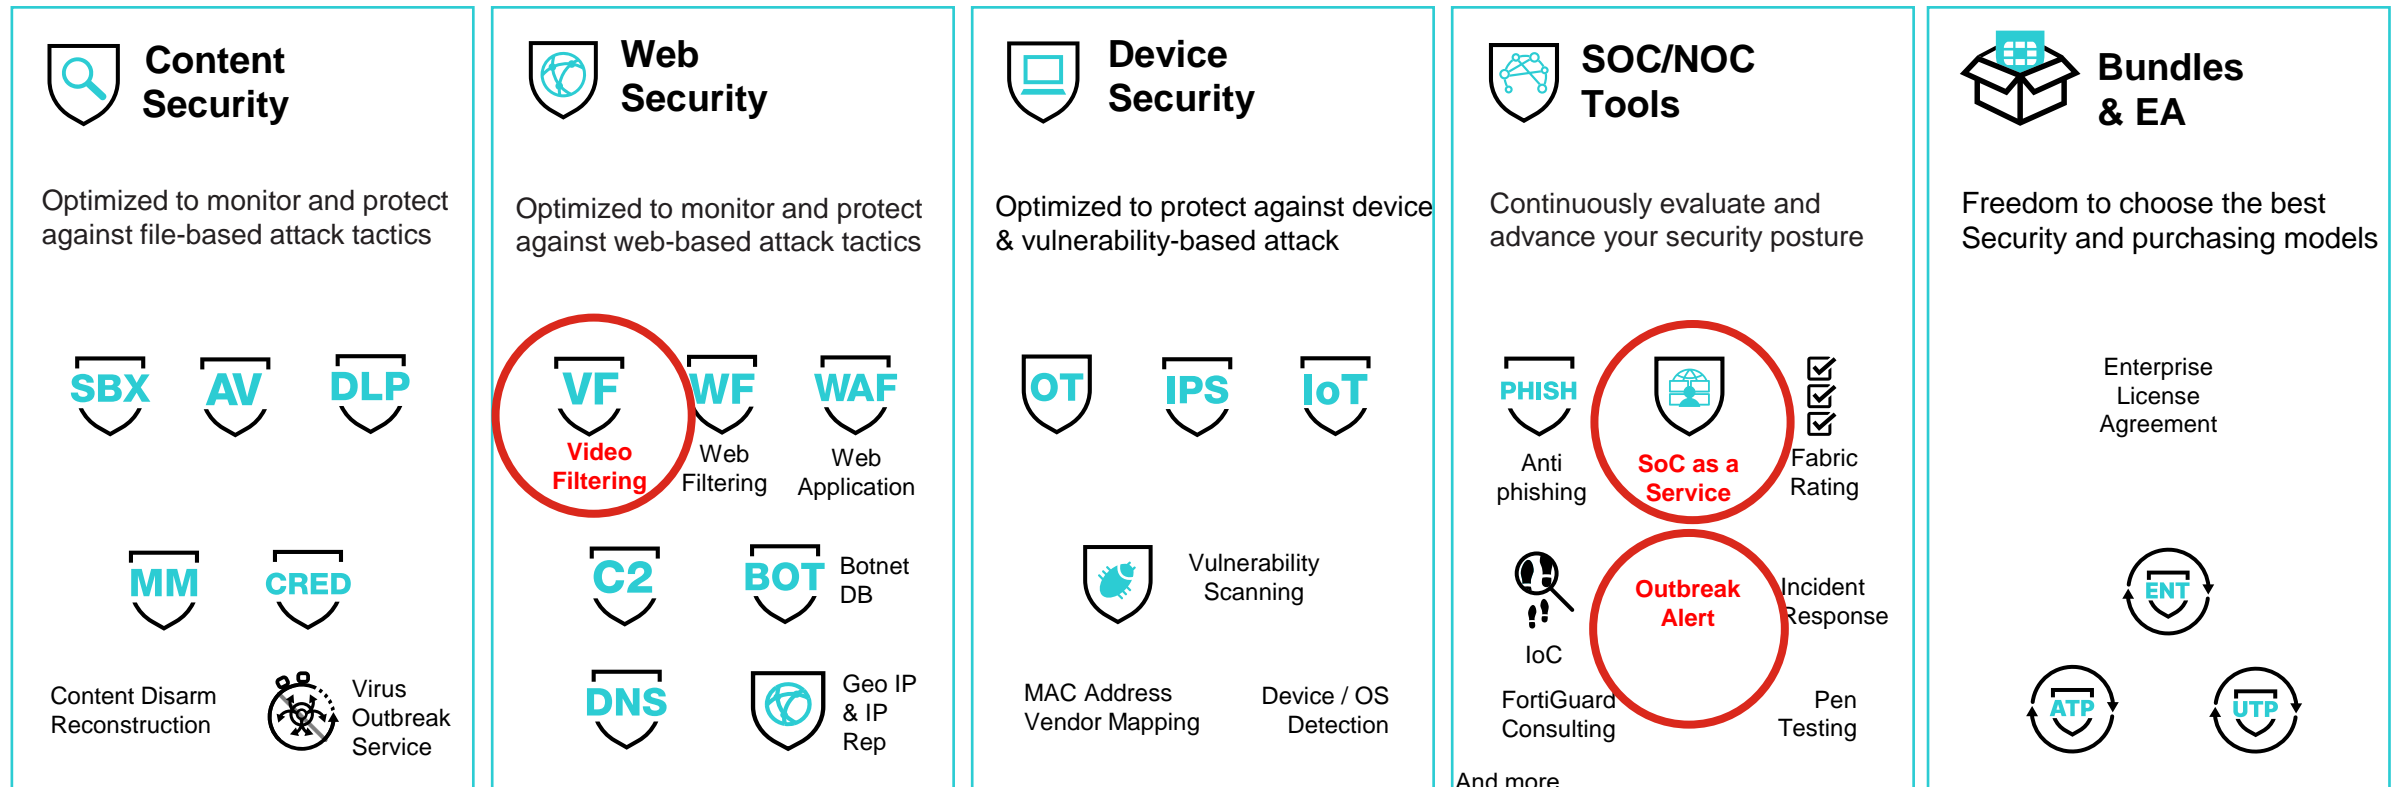 Content
Security
Optimized to monitor and protect
against file-based attack tactics
SBX
AV
DLP
MM
CRED
Content Disarm
Reconstruction
Virus
Outbreak
Service
Web
Security
Optimized to monitor and protect
against web-based attack tactics
VF
WF
WAF
Video
Filtering
Web
Filtering
Web
Application
C2
BOT
Botnet
DB
DNS
Geo IP
& IP
Rep
Device
Security
Optimized to protect against device
& vulnerability-based attack
OT
IPS
IoT
Vulnerability
Scanning
MAC Address
Vendor Mapping
Device / OS
Detection
SOC/NOC
Tools
Continuously evaluate and
advance your security posture
PHISH
Anti
phishing
SoC as a
Service
Fabric
Rating
IoC
Outbreak
Alert
Incident
Response
FortiGuard
Consulting
Pen
Testing
And more
Bundles
& EA
Freedom to choose the best
Security and purchasing models
Enterprise
License
Agreement
ENT
ATP
UTP